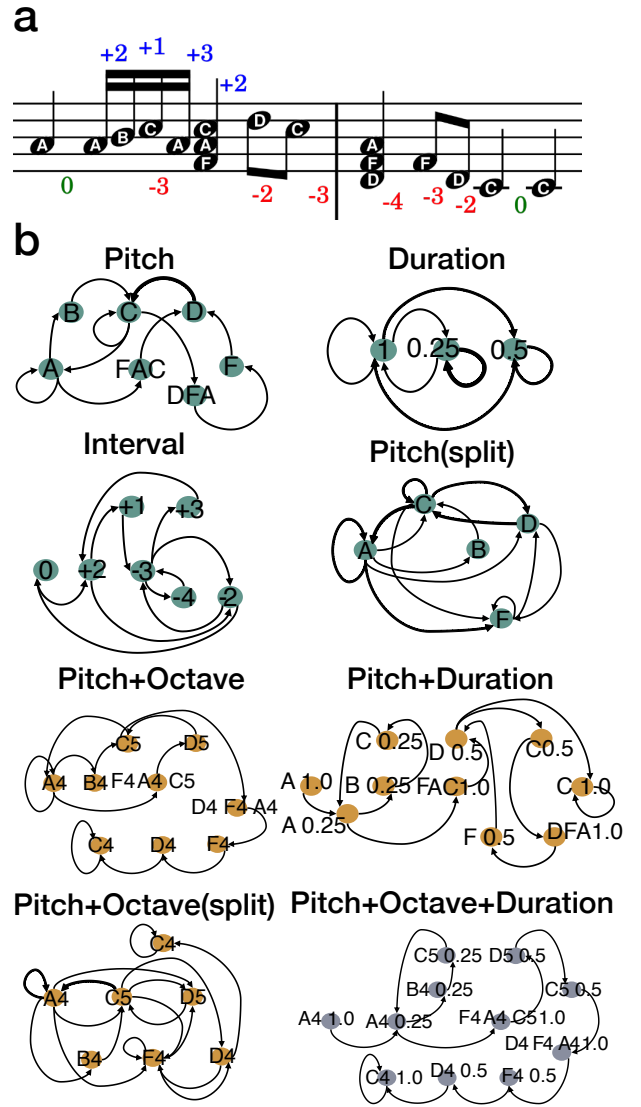 a
+2 +1 +3 +2
A A B C A C A F D C A F D F D C C
0 -3 -2 -3 -4 -3 -2 0
b
Pitch
B C D
A FAC F
DFA
Duration
1 0.25 0.5
Interval
+1 +3
0 +2 -3 -4 -2
Pitch(split)
C
D
A B
F
Pitch+Octave
C5 D5
A4 B4 F4 A4 C5
D4 F4 A4
C4 D4 F4
Pitch+Duration
C 0.25 D 0.5 C0.5
A 1.0 B 0.25 FAC1.0 C 1.0
A 0.25
F 0.5 DFA1.0
Pitch+Octave(split)
C4
A4 C5 D5
B4 F4 D4
Pitch+Octave+Duration
C5 0.25 D5 0.5
B4 0.25 C5 0.5
A4 1.0 A4 0.25 F4 A4 C51.0
D4 F4 A41.0
C4 1.0 D4 0.5 F4 0.5